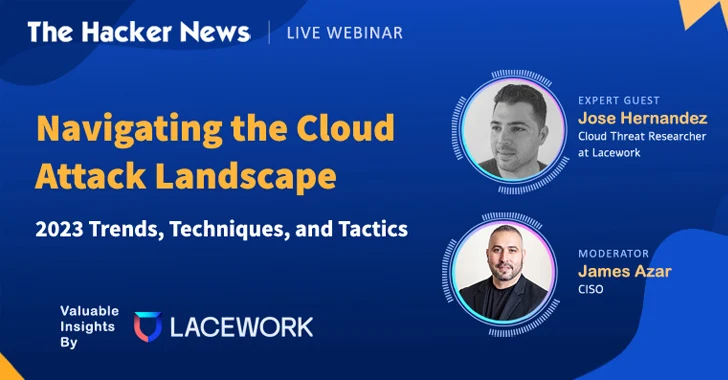 The Hacker News | LIVE WEBINAR
Navigating the Cloud
Attack Landscape
2023 Trends, Techniques, and Tactics
Valuable
Insights
By
LACEWORK
EXPERT GUEST
Jose Hernandez
Cloud Threat Researcher
at Lacework
MODERATOR
James Azar
CISO